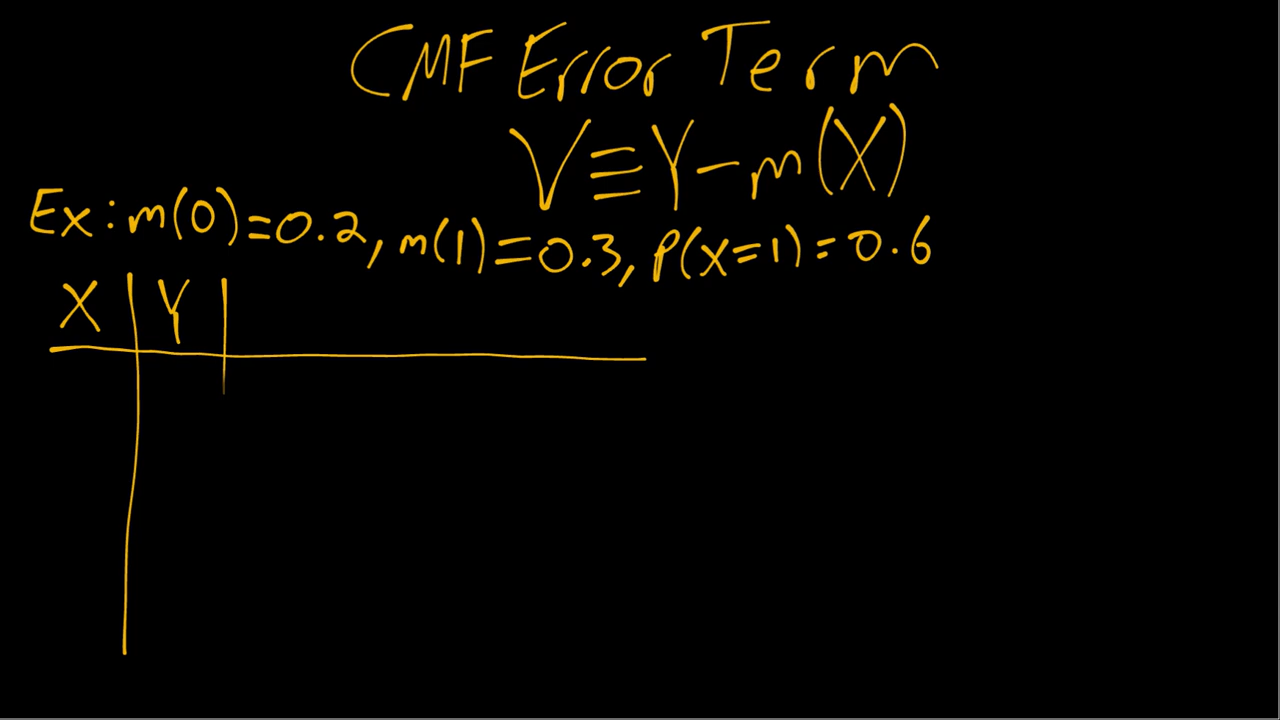 CMF Error Term
V≡Y-m(X)
Ex: m(0)=0.2, m(1)=0.3, P(X=1)=0.6
X Y